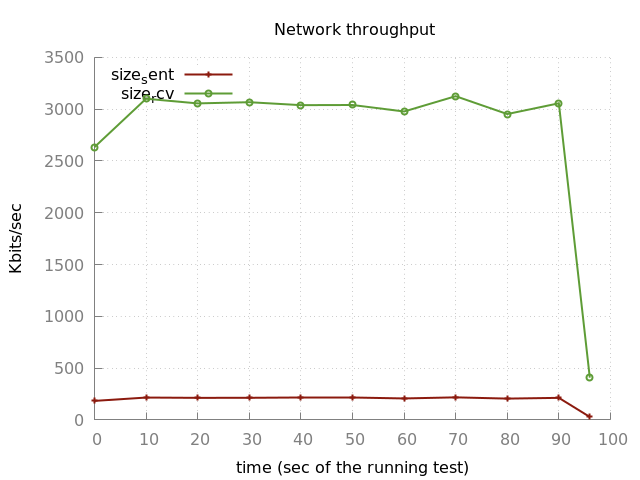 Network throughput
3500
3000
2500
2000
1500
1000
500
0
Kbits/sec
size_sent
size_rcv
0 10 20 30 40 50 60 70 80 90 100
time (sec of the running test)